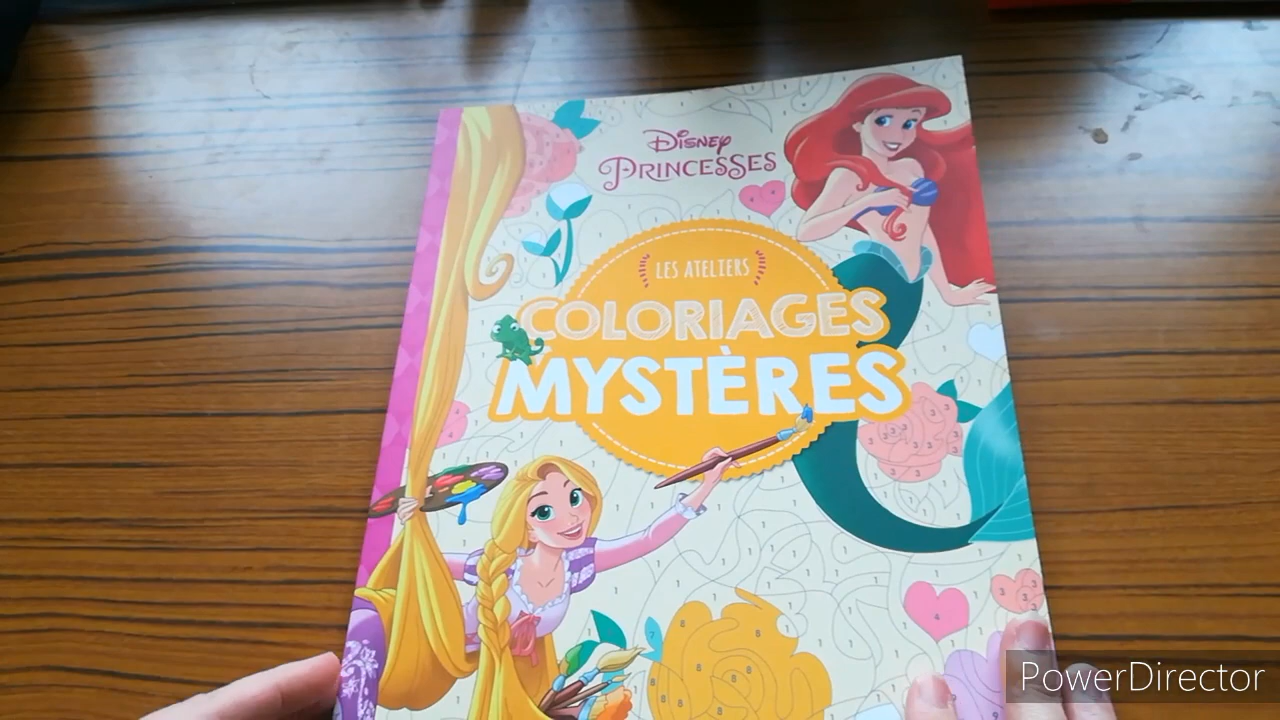 Disney
PRINCESSES
LES ATELIERS
COLORIAGES
MYSTÈRES
PowerDirector